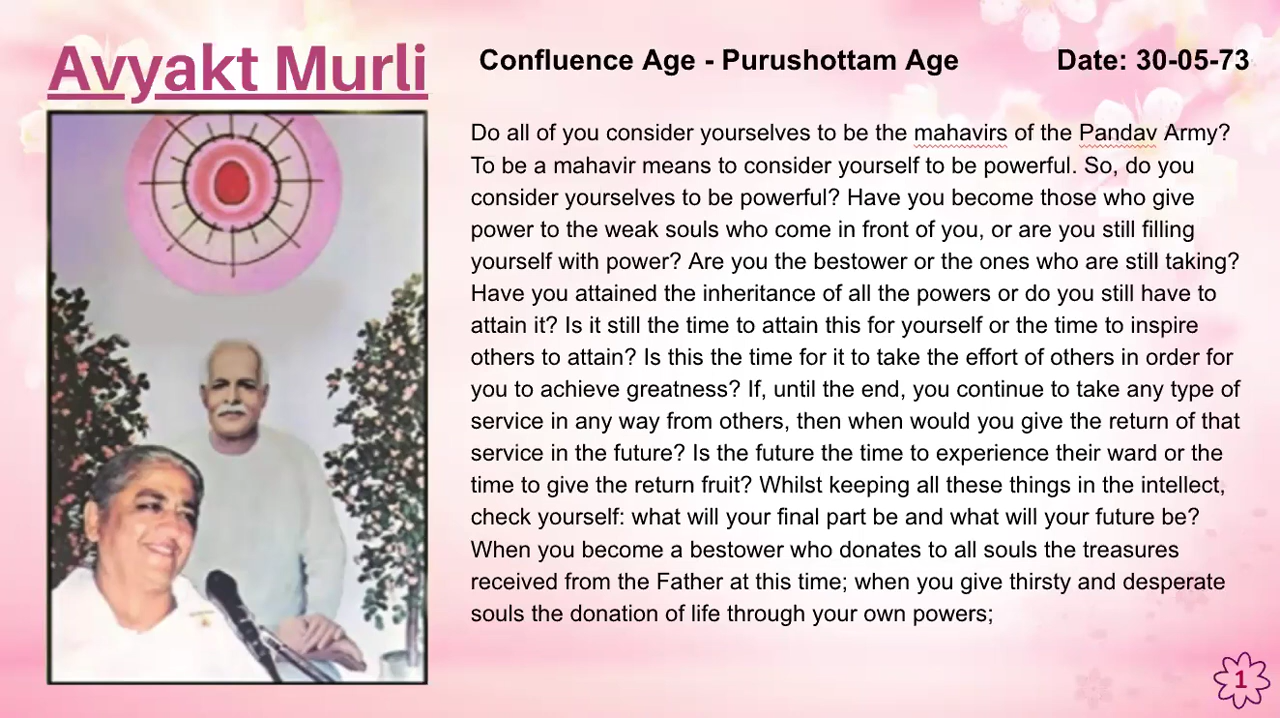 Avyakt Murli
Confluence Age - Purushottam Age
Date: 30-05-73
Do all of you consider yourselves to be the mahavirs of the Pandav Army?
To be a mahavir means to consider yourself to be powerful. So, do you
consider yourselves to be powerful? Have you become those who give
power to the weak souls who come in front of you, or are you still filling
yourself with power? Are you the bestower or the ones who are still taking?
Have you attained the inheritance of all the powers or do you still have to
attain it? Is it still the time to attain this for yourself or the time to inspire
others to attain? Is this the time for it to take the effort of others in order for
you to achieve greatness? If, until the end, you continue to take any type of
service in any way from others, then when would you give the return of that
service in the future? Is the future the time to experience their ward or the
time to give the return fruit? Whilst keeping all these things in the intellect,
check yourself: what will your final part be and what will your future be?
When you become a bestower who donates to all souls the treasures
received from the Father at this time; when you give thirsty and desperate
souls the donation of life through your own powers;
1